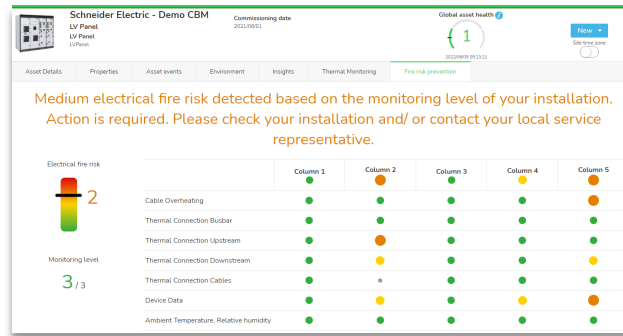 Schneider Electric - Demo CBM
LV Panel
LV Panel
LVPanel
Commissioning date
2021/06/01
Global asset health
1
2022/06/09 09:23:21
New
Site time zone
Asset Details Properties Asset events Environment Insights Thermal Monitoring Fire risk prevention
Medium electrical fire risk detected based on the monitoring level of your installation.
Action is required. Please check your installation and/ or contact your local service
representative.
Electrical fire risk
2
Monitoring level
3 / 3
Column 1 Column 2 Column 3 Column 4 Column 5
Cable Overheating
Thermal Connection Busbar
Thermal Connection Upstream
Thermal Connection Downstream
Thermal Connection Cables
Device Data
Ambient Temperature, Relative humidity